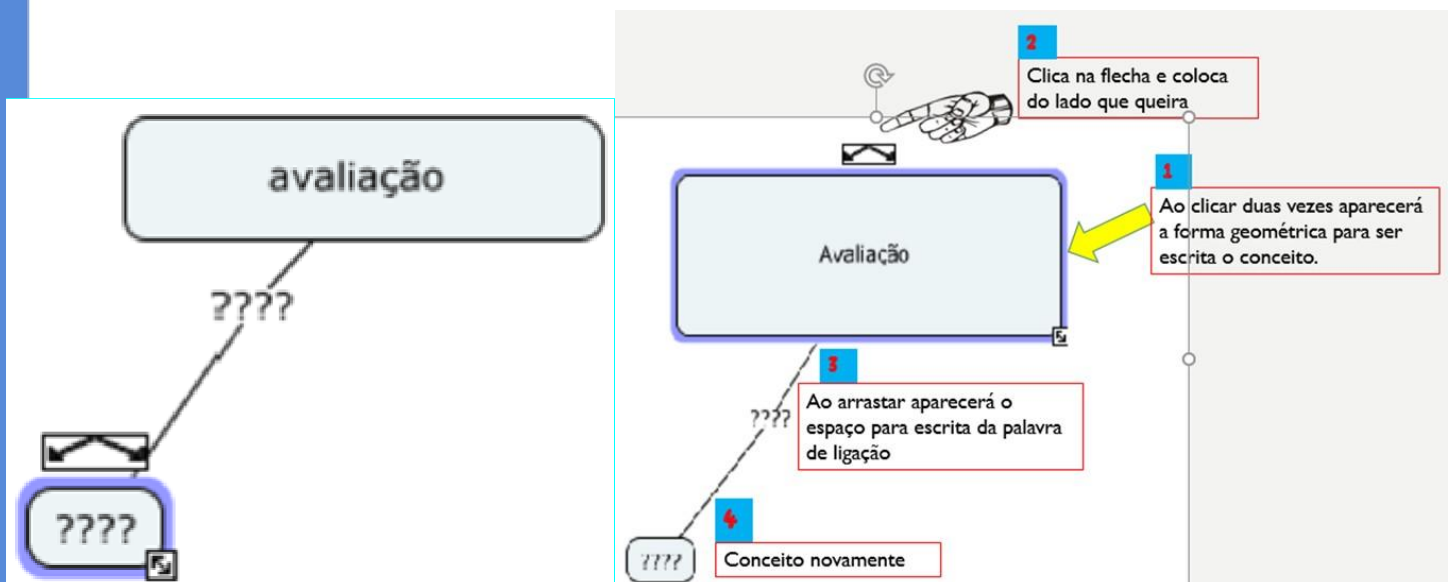 avaliação
????
????
2
Clica na flecha e coloca
do lado que queira
1
Ao clicar duas vezes aparecerá
a forma geométrica para ser
escrita o conceito.
Avaliação
3
Ao arrastar aparecerá o
espaço para escrita da palavra
de ligação
????
4
Conceito novamente
????